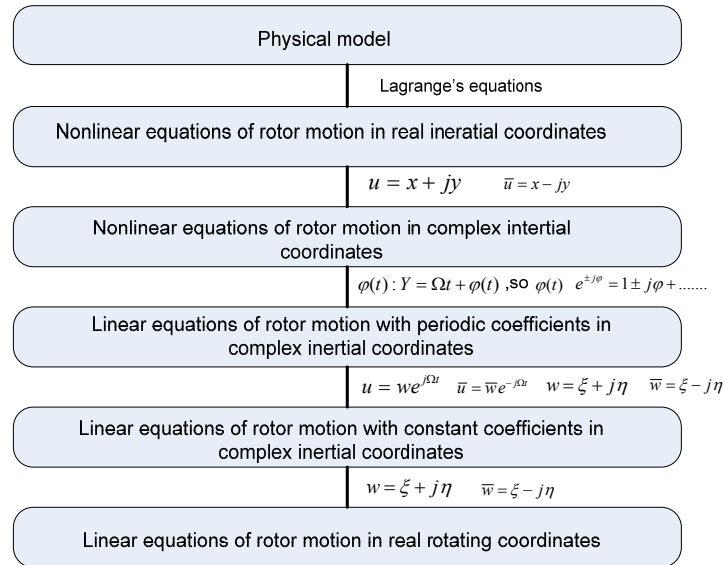 Physical model
Lagrange's equations
Nonlinear equations of rotor motion in real ineratial coordinates
u = x + jy   u̅ = x − jy
Nonlinear equations of rotor motion in complex intertial
coordinates
φ(t) : Y = Ωt + φ(t) ,so φ(t)   e^{±jφ} = 1 ± jφ + .......
Linear equations of rotor motion with periodic coefficients in
complex inertial coordinates
u = we^{jΩt}   u̅ = w̅e^{−jΩt}   w = ξ + jη   w̅ = ξ − jη
Linear equations of rotor motion with constant coefficients in
complex inertial coordinates
w = ξ + jη   w̅ = ξ − jη
Linear equations of rotor motion in real rotating coordinates